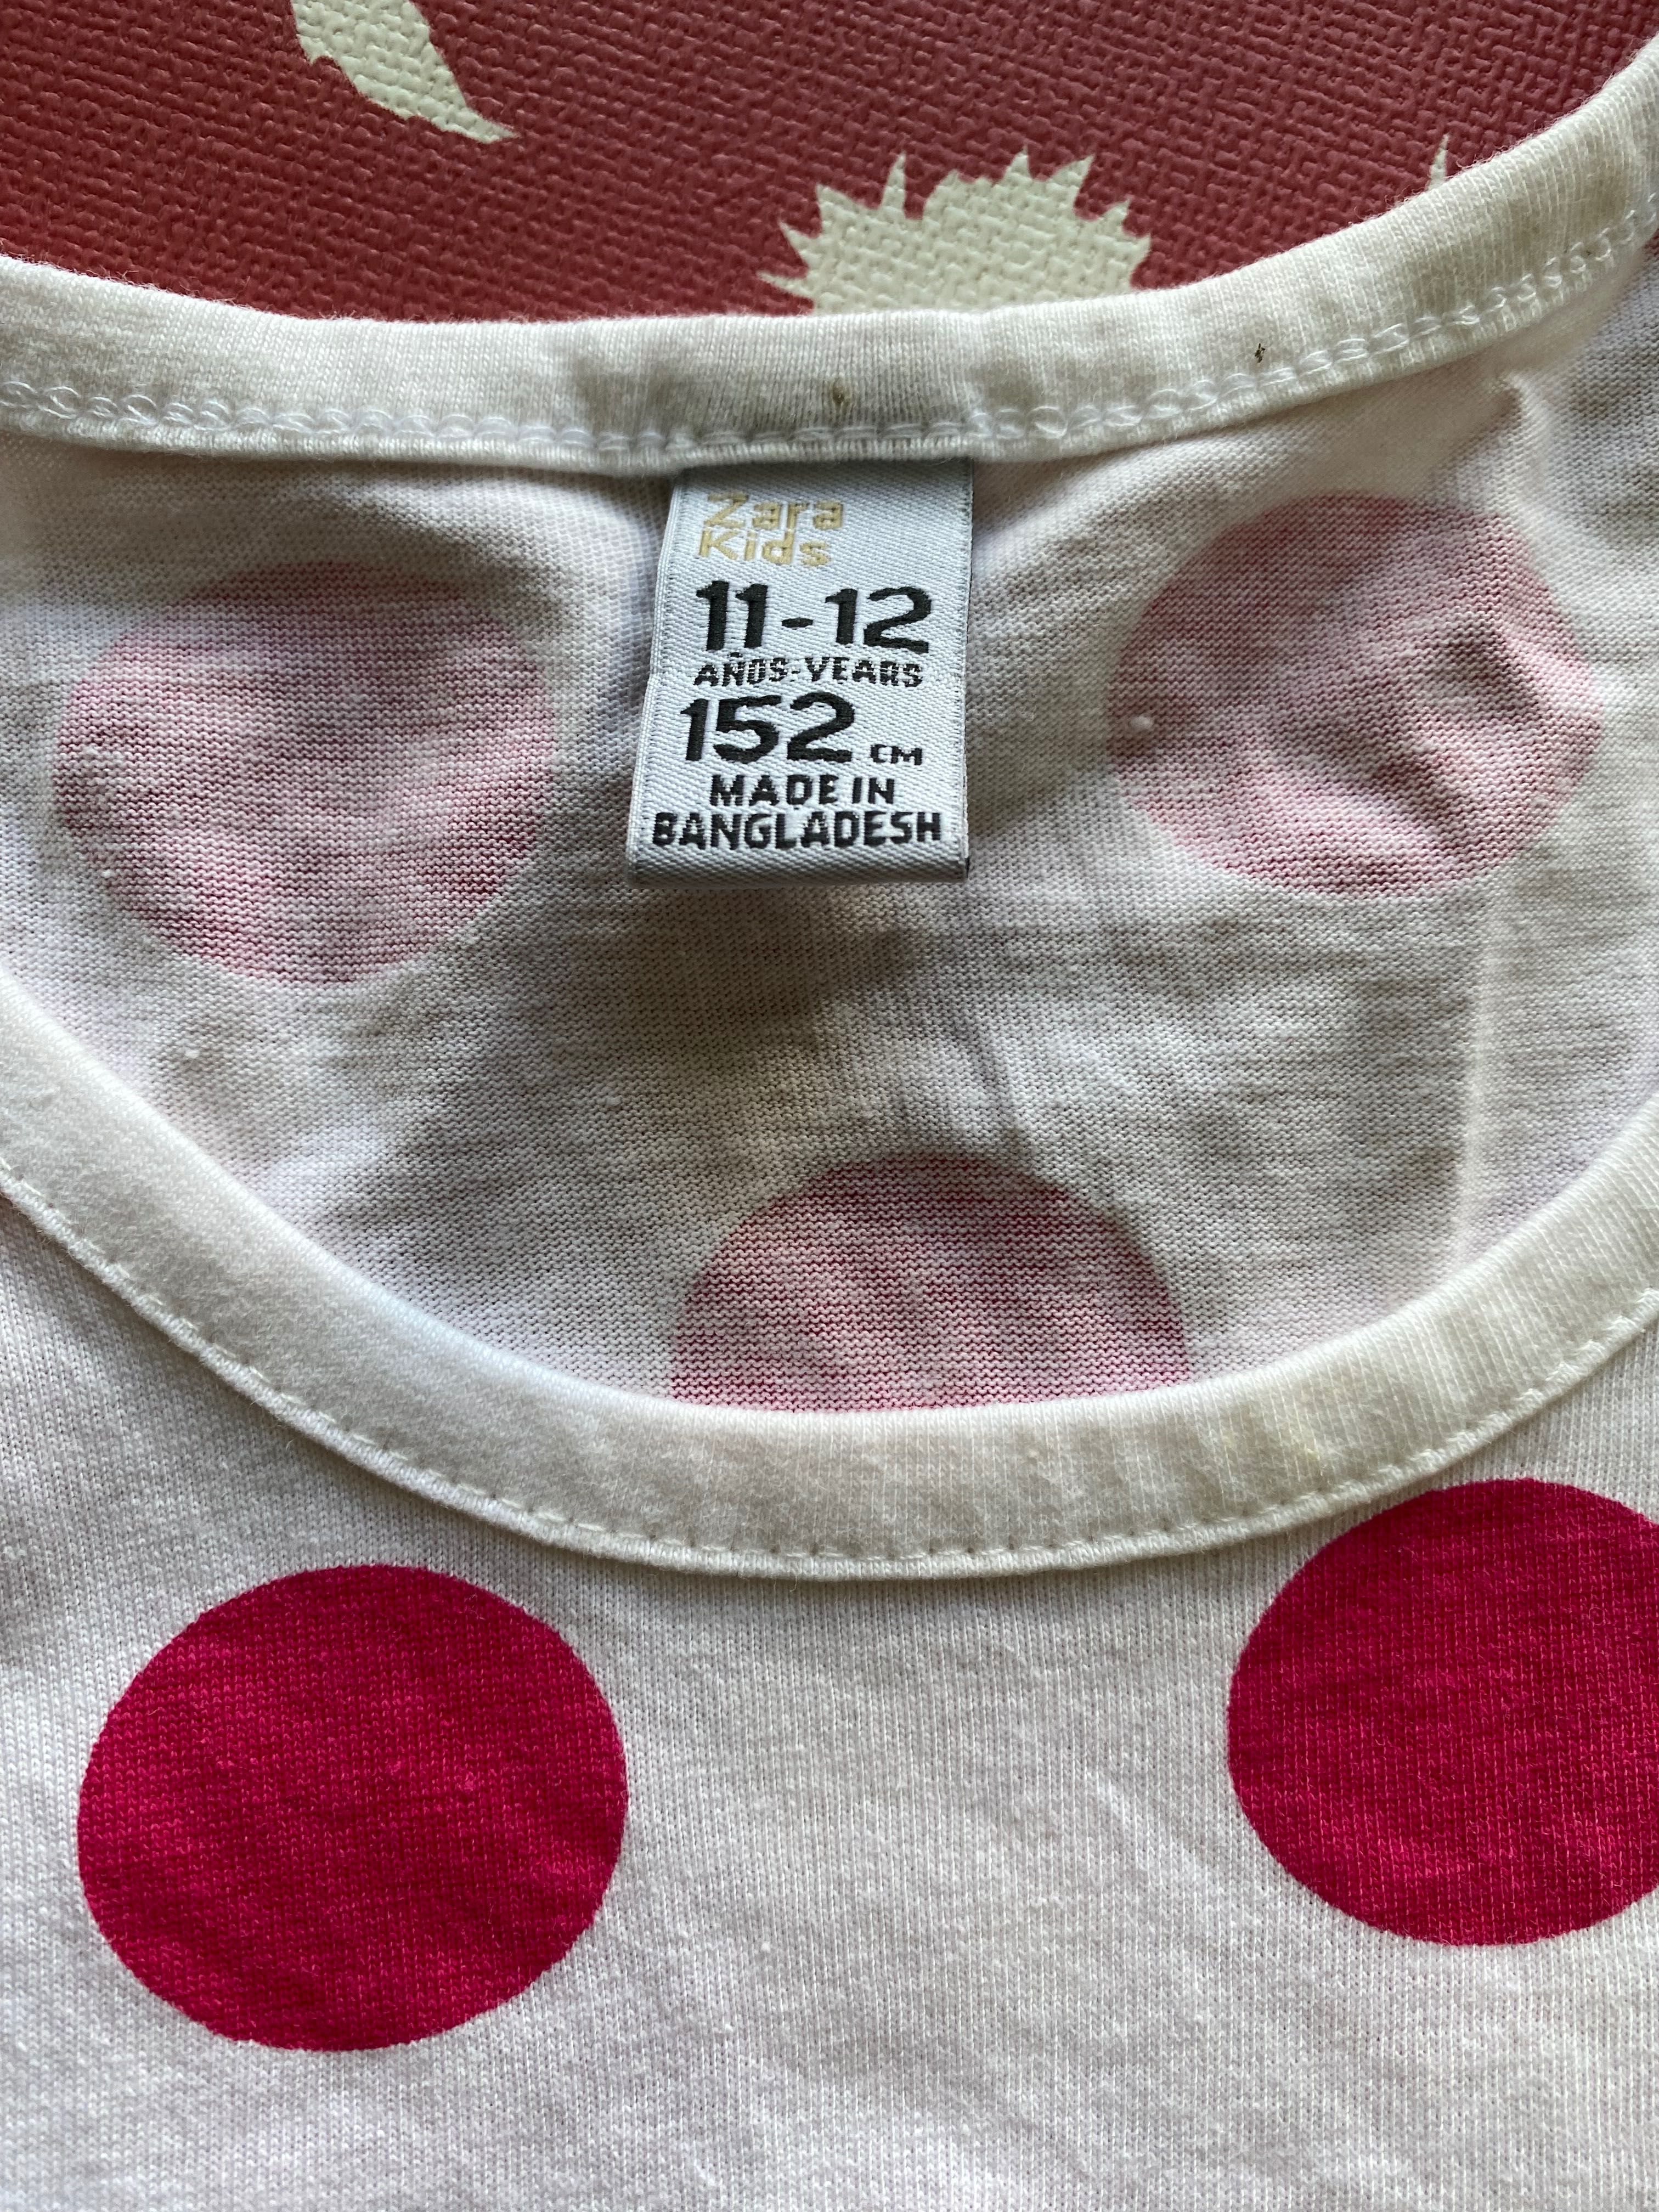 Zara
Kids
11-12
AÑOS-YEARS
152 CM
MADE IN
BANGLADESH